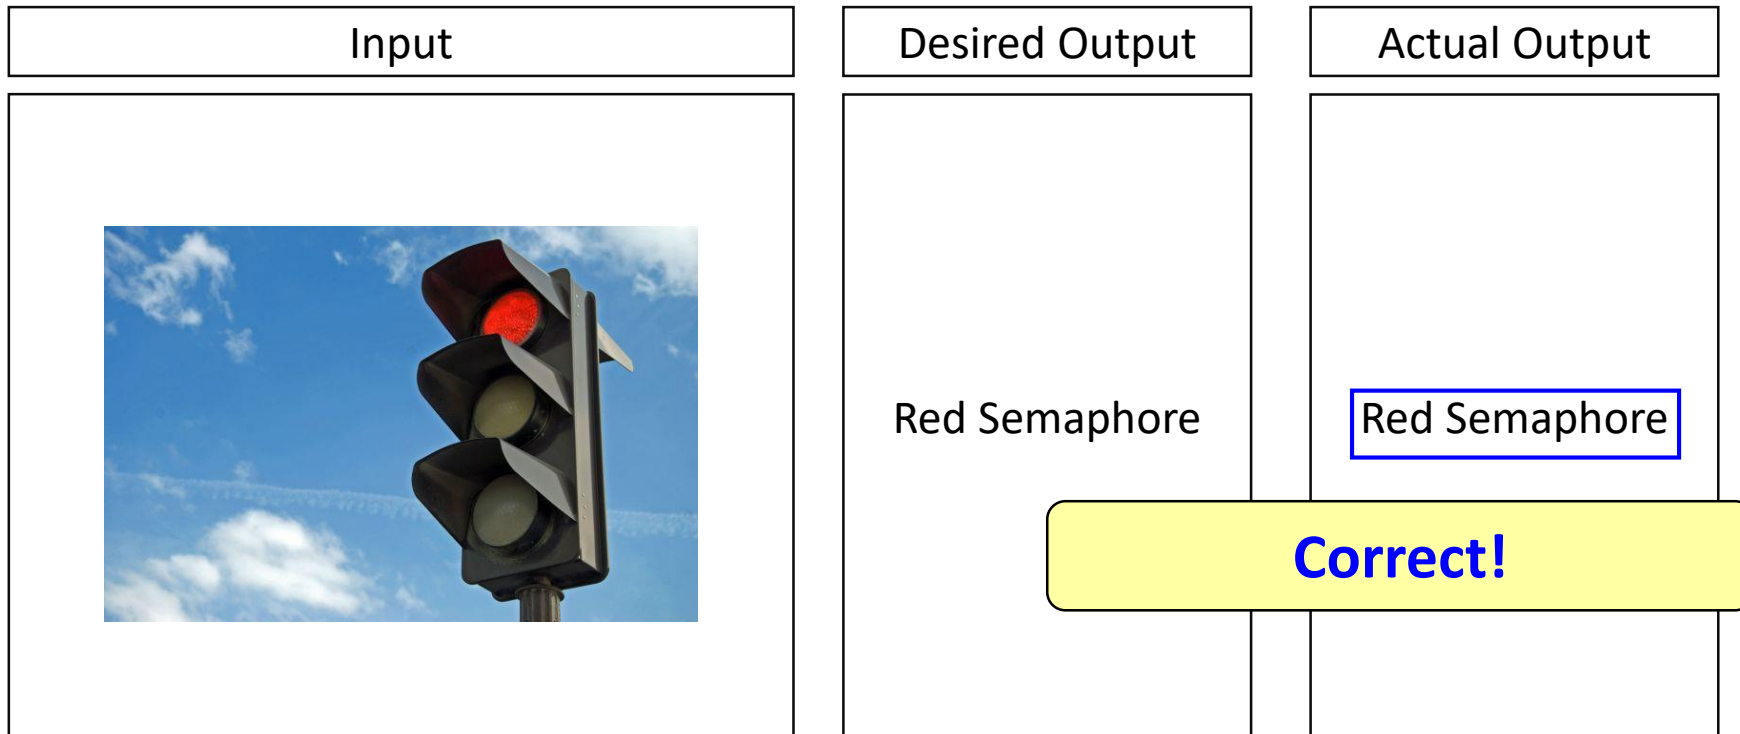 Input
Desired Output
Actual Output
Red Semaphore
Red Semaphore
Correct!